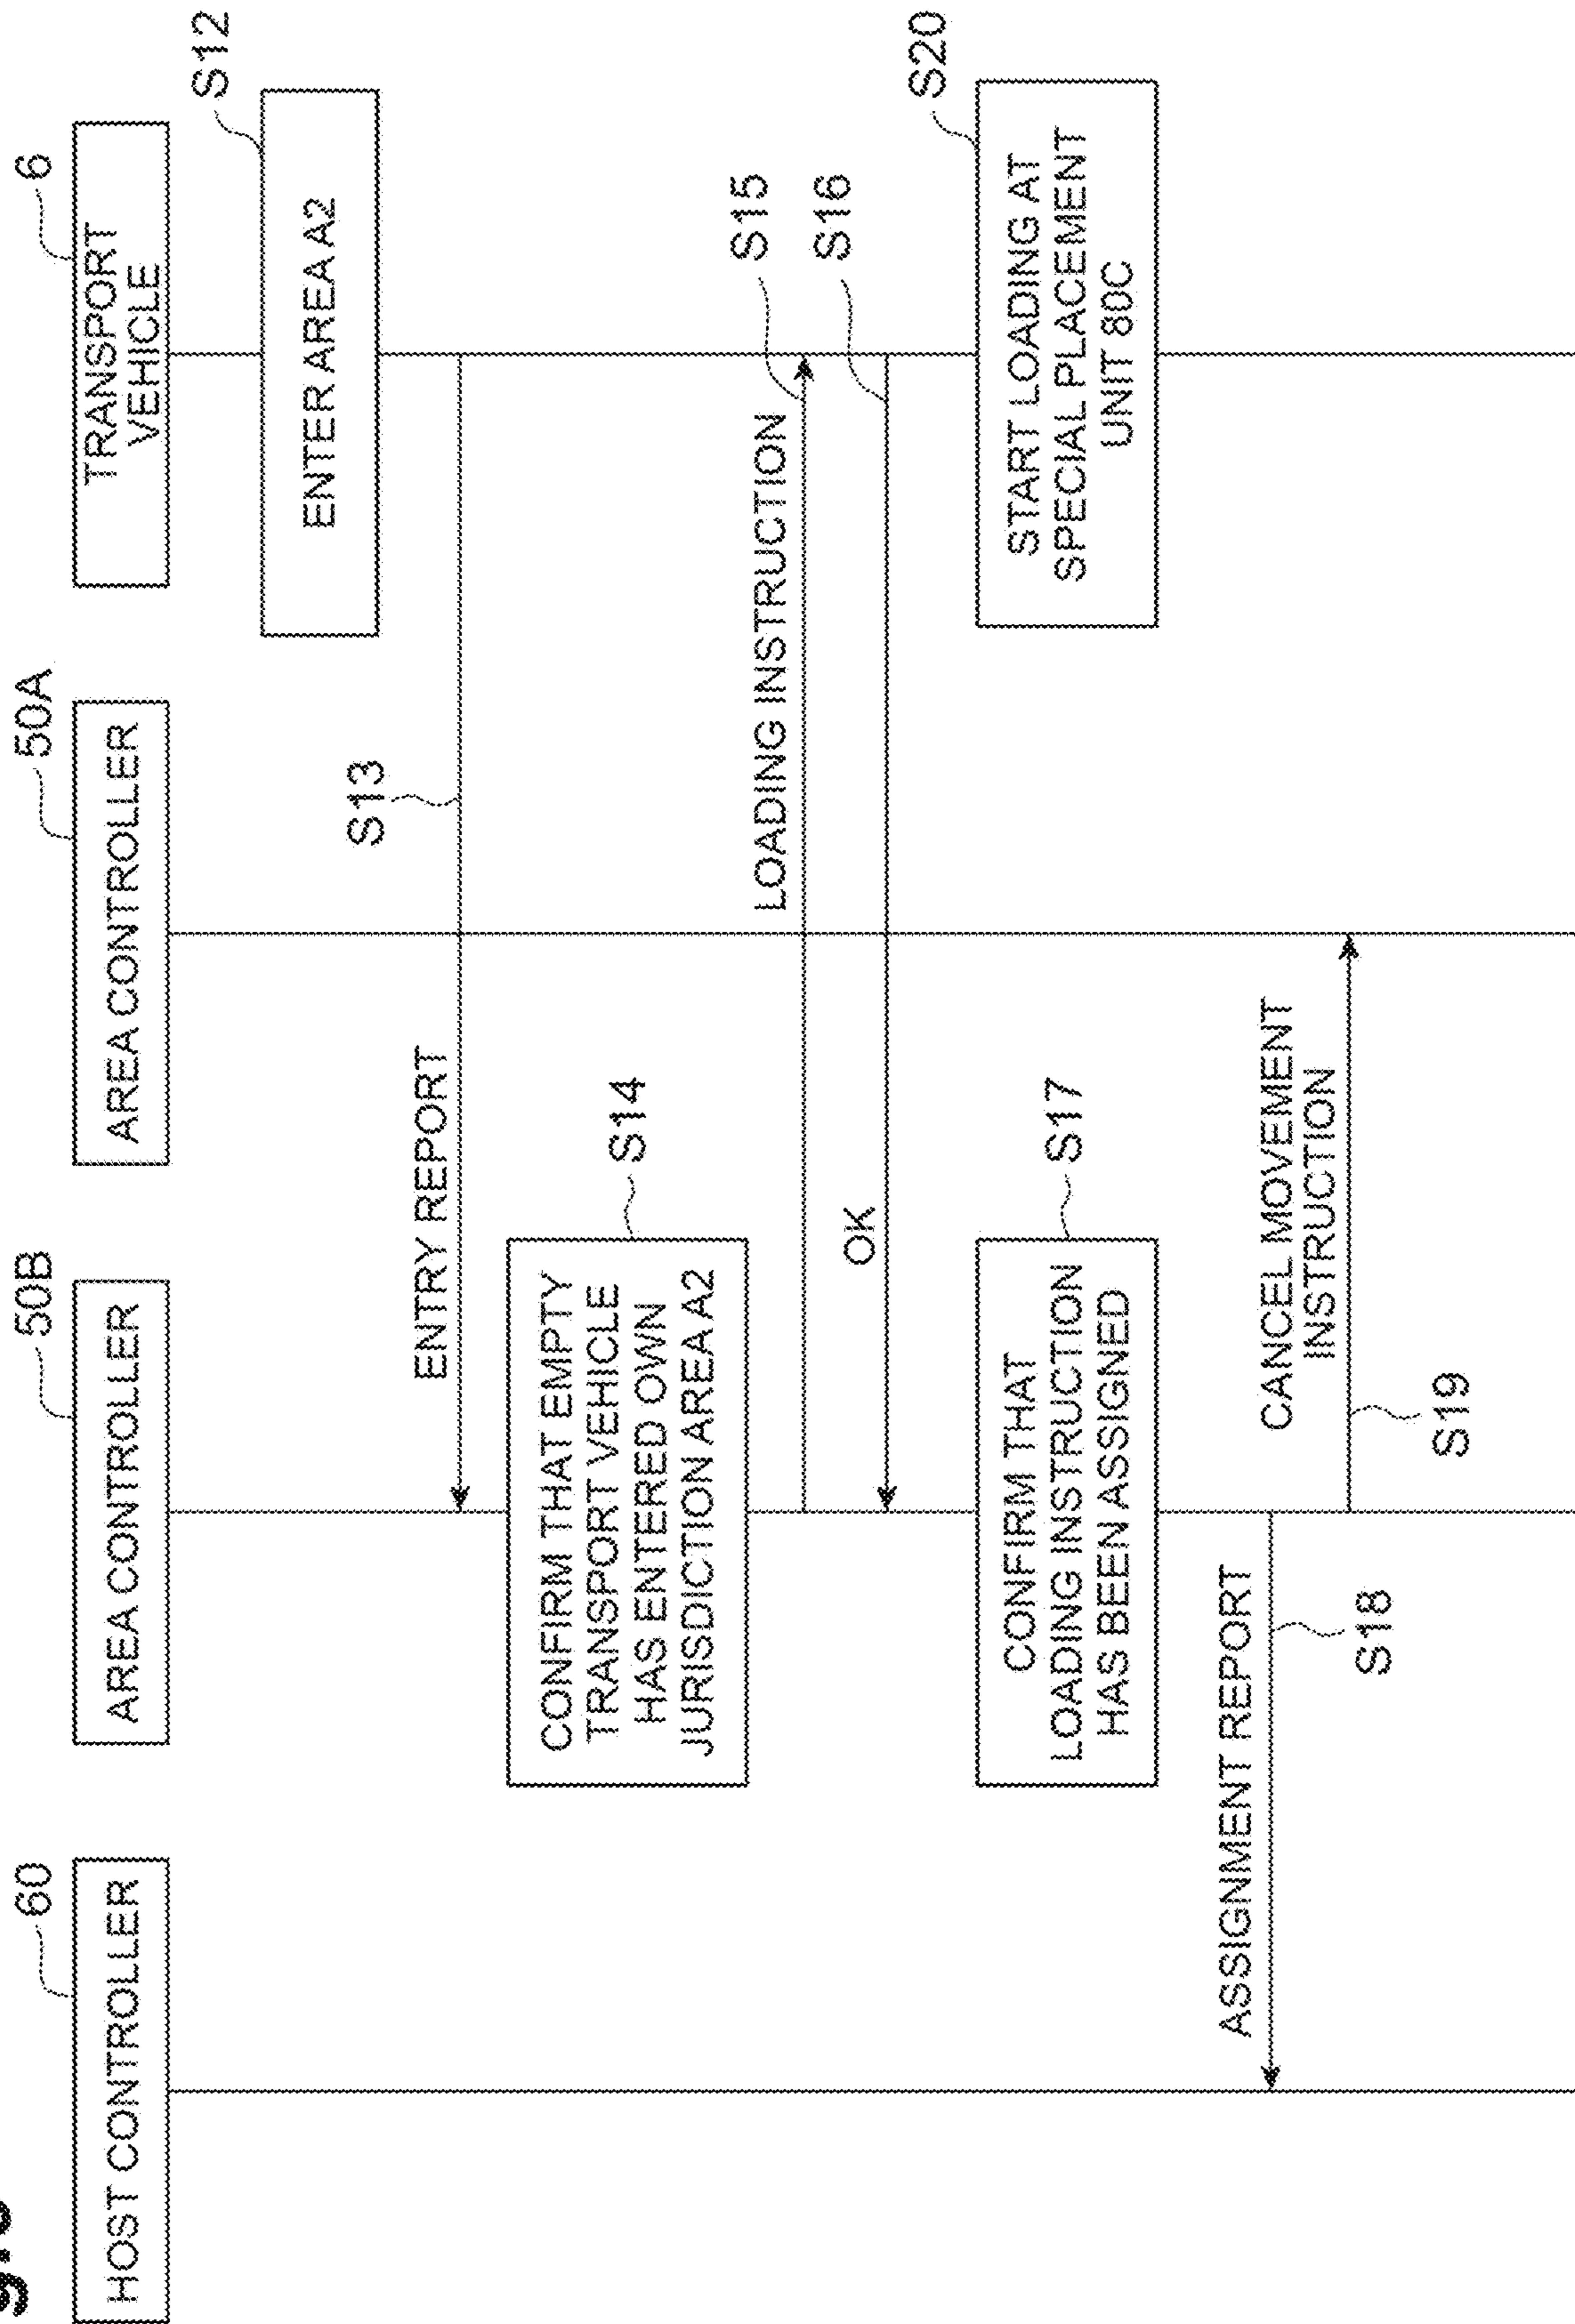 60
HOST CONTROLLER
50B
AREA CONTROLLER
50A
AREA CONTROLLER
6
TRANSPORT
VEHICLE
S12
ENTER AREA A2
ENTRY REPORT
S13
CONFIRM THAT EMPTY
TRANSPORT VEHICLE
HAS ENTERED OWN
JURISDICTION AREA A2
S14
LOADING INSTRUCTION
S15
OK
S16
CONFIRM THAT
LOADING INSTRUCTION
HAS BEEN ASSIGNED
S17
START LOADING AT
SPECIAL PLACEMENT
UNIT 80C
S20
ASSIGNMENT REPORT
S18
CANCEL MOVEMENT
INSTRUCTION
S19